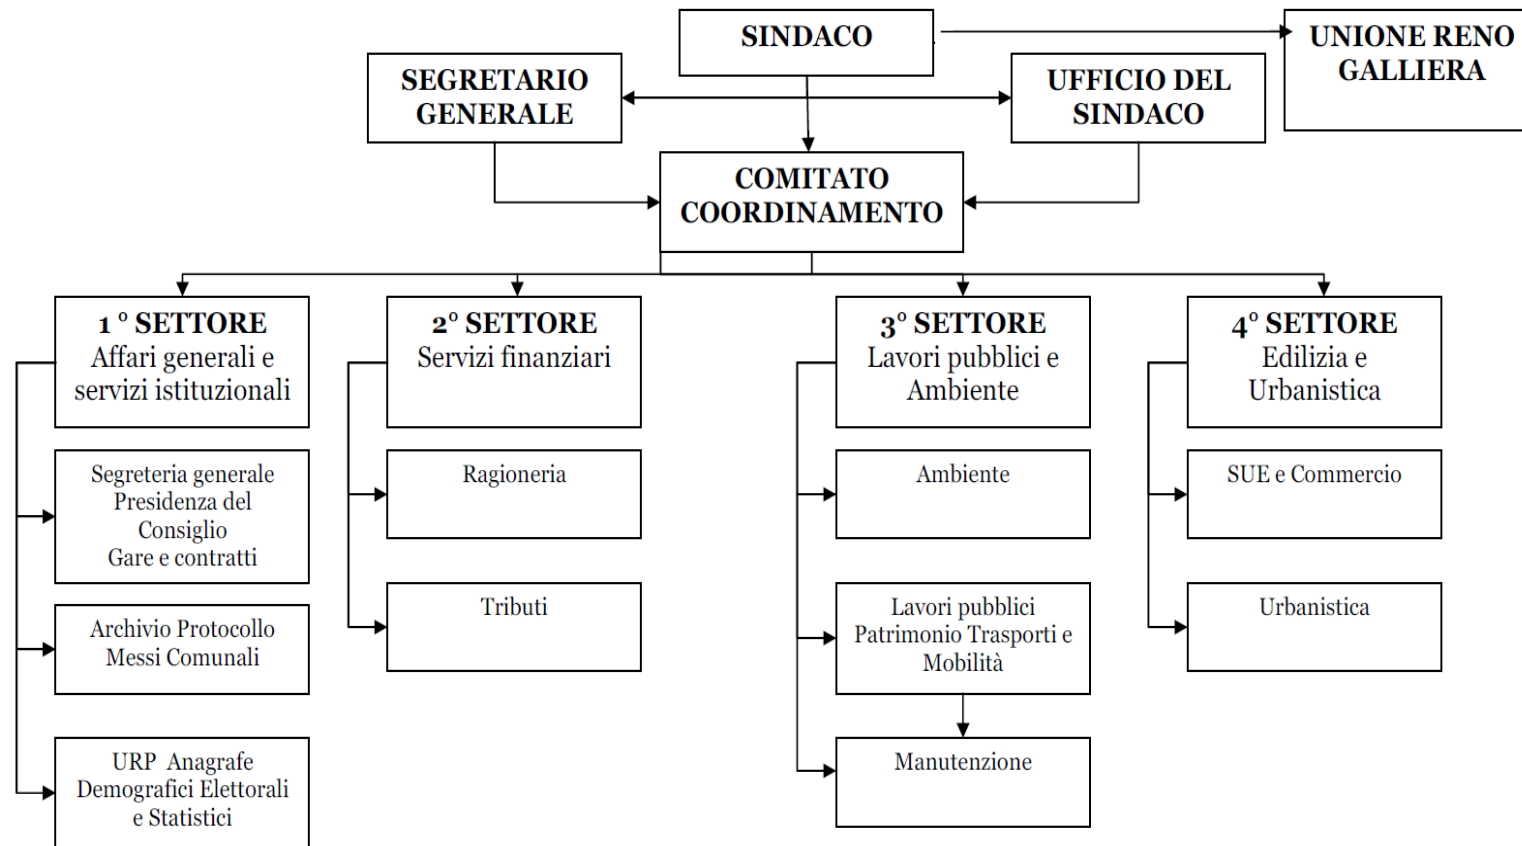 SINDACO
UNIONE RENO
GALLIERA
SEGRETARIO
GENERALE
UFFICIO DEL
SINDACO
COMITATO
COORDINAMENTO
1 ° SETTORE
Affari generali e
servizi istituzionali
2° SETTORE
Servizi finanziari
3° SETTORE
Lavori pubblici e
Ambiente
4° SETTORE
Edilizia e
Urbanistica
Segreteria generale
Presidenza del
Consiglio
Gare e contratti
Archivio Protocollo
Messi Comunali
URP  Anagrafe
Demografici Elettorali
e Statistici
Ragioneria
Tributi
Ambiente
Lavori pubblici
Patrimonio Trasporti e
Mobilità
Manutenzione
SUE e Commercio
Urbanistica